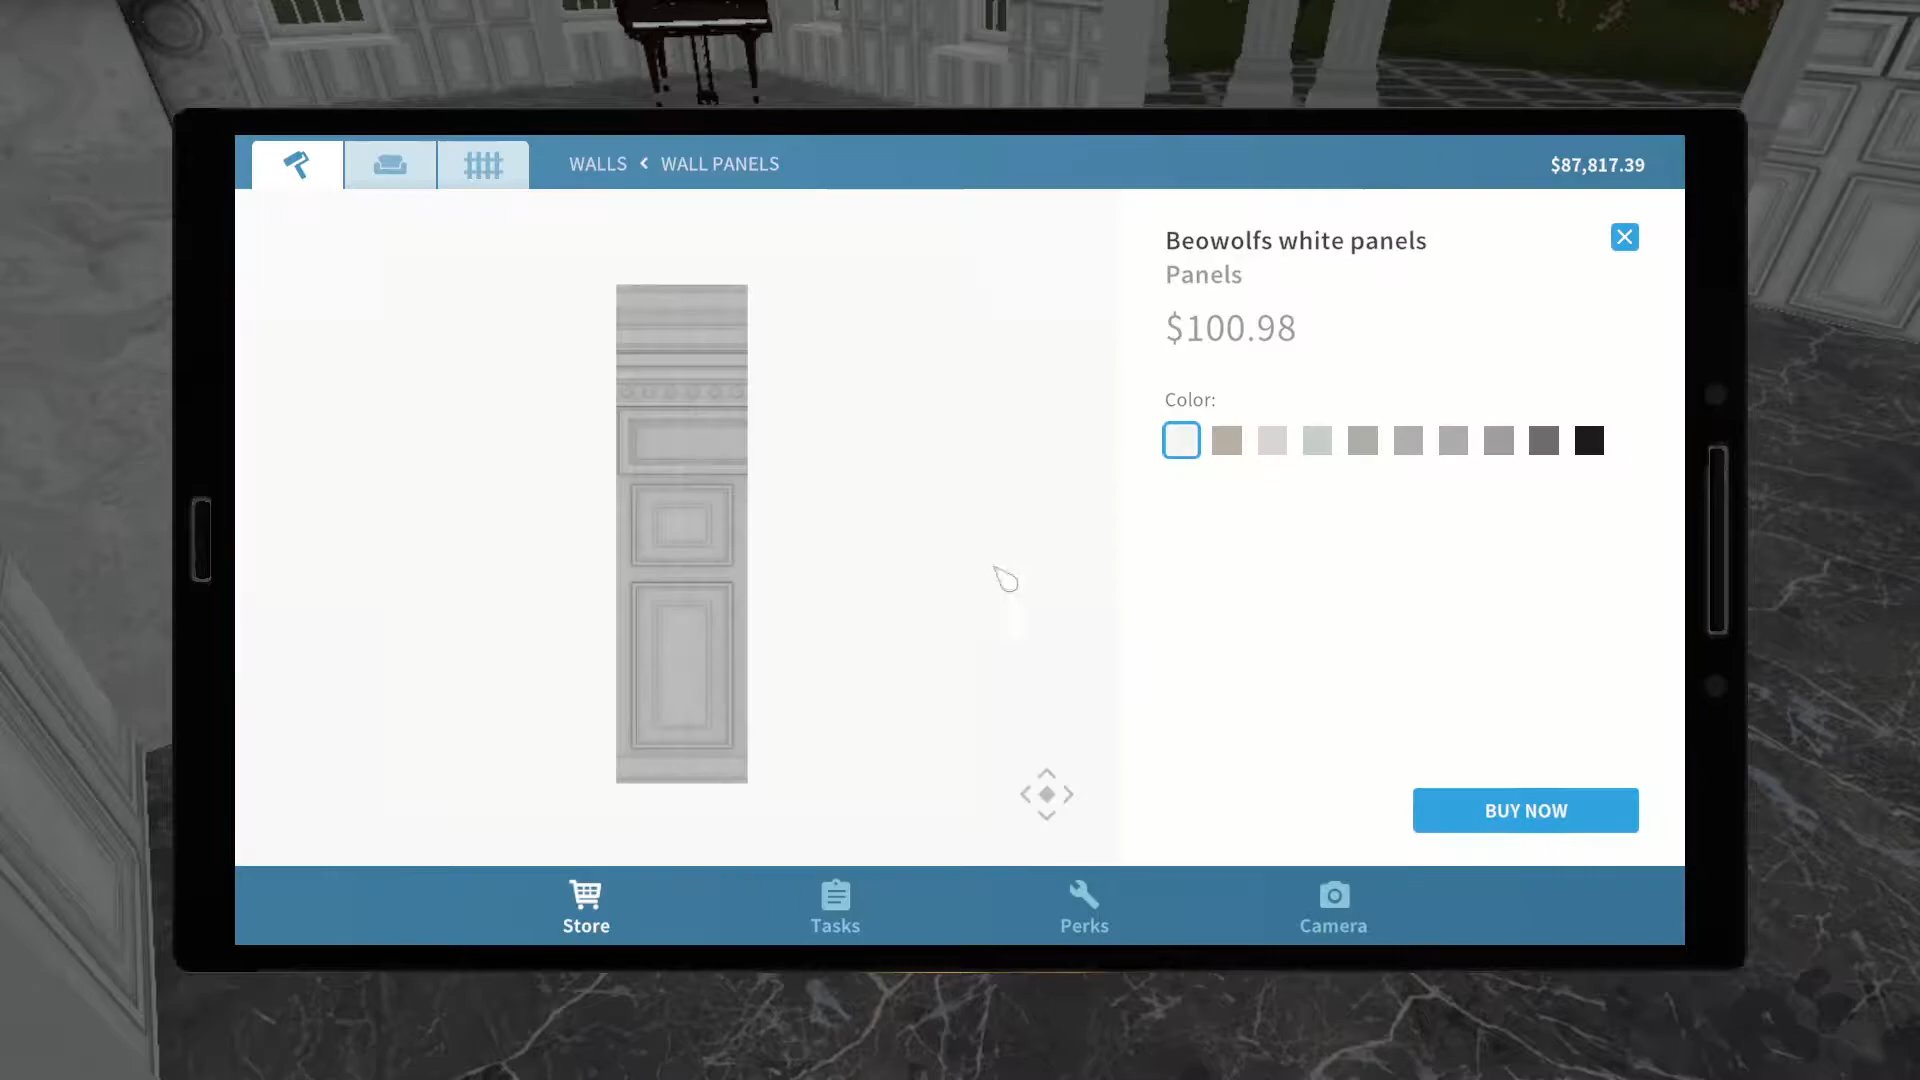 WALLS < WALL PANELS
$87,817.39
Beowolfs white panels
Panels
$100.98
Color:
BUY NOW
Store
Tasks
Perks
Camera